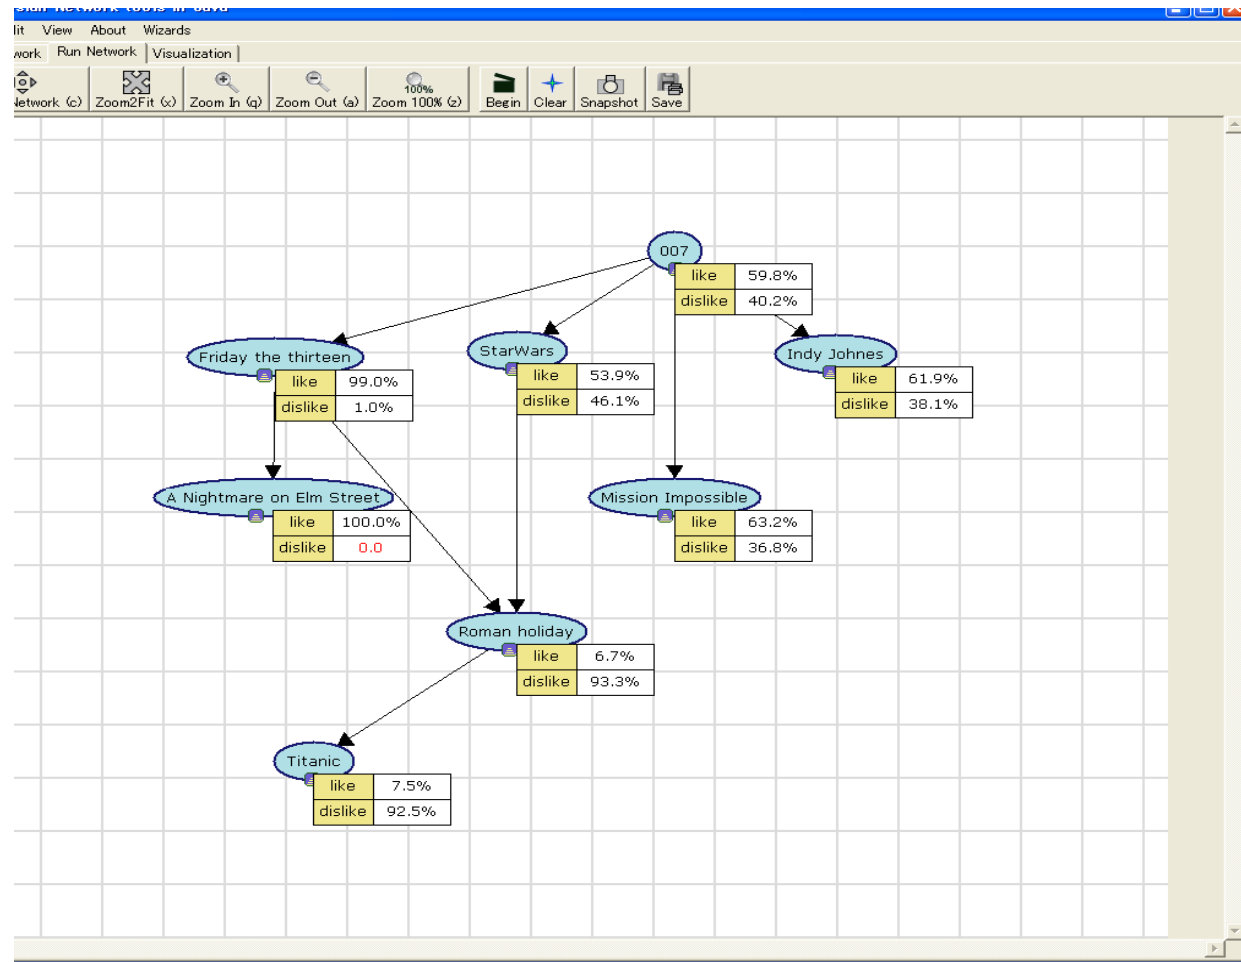 lit View About Wizards
work Run Network Visualization
Network (c) Zoom2Fit (x) Zoom In (q) Zoom Out (a) 100% Zoom 100% (z) Begin Clear Snapshot Save
007
like 59.8%
dislike 40.2%
Friday the thirteen
like 99.0%
dislike 1.0%
StarWars
like 53.9%
dislike 46.1%
Indy Johnes
like 61.9%
dislike 38.1%
A Nightmare on Elm Street
like 100.0%
dislike 0.0
Mission Impossible
like 63.2%
dislike 36.8%
Roman holiday
like 6.7%
dislike 93.3%
Titanic
like 7.5%
dislike 92.5%